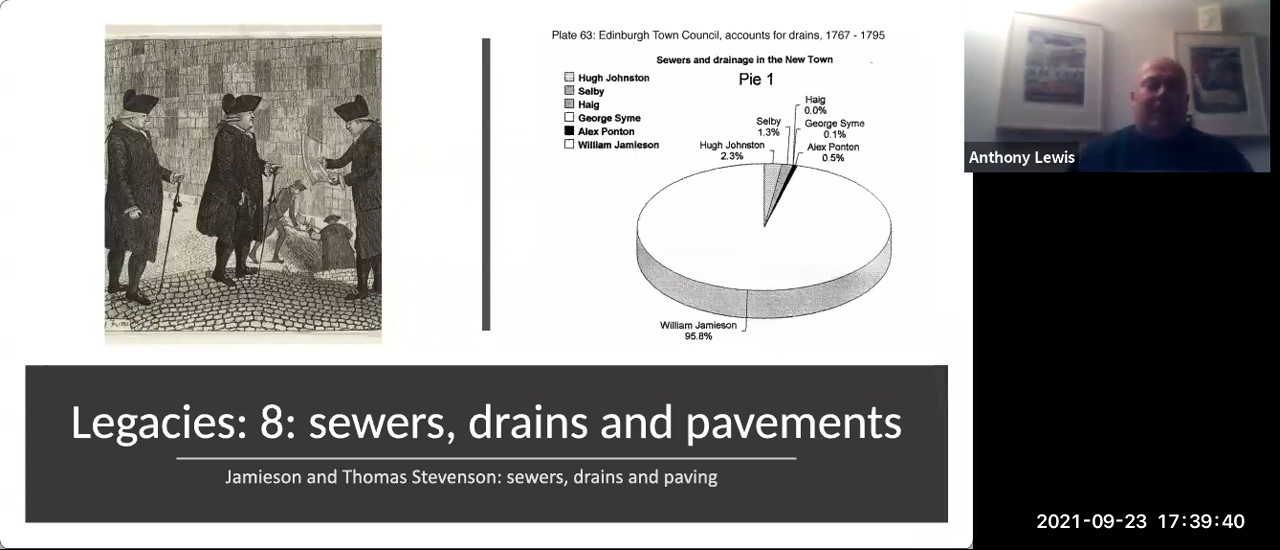 Plate 63: Edinburgh Town Council, accounts for drains, 1767 - 1795
Sewers and drainage in the New Town
Pie 1
Hugh Johnston
Selby
Haig
George Syme
Alex Ponton
William Jamieson
Haig
0.0%
Selby
1.3%
George Syme
0.1%
Hugh Johnston
2.3%
Alex Ponton
0.5%
William Jamieson
95.8%
Anthony Lewis
Legacies: 8: sewers, drains and pavements
Jamieson and Thomas Stevenson: sewers, drains and paving
2021-09-23 17:39:40